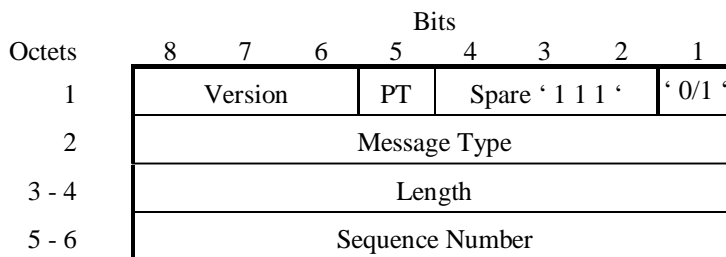 Bits
Octets 8 7 6 5 4 3 2 1
1 Version PT Spare ‘ 1 1 1 ‘ ‘ 0/1 ‘
2 Message Type
3 - 4 Length
5 - 6 Sequence Number